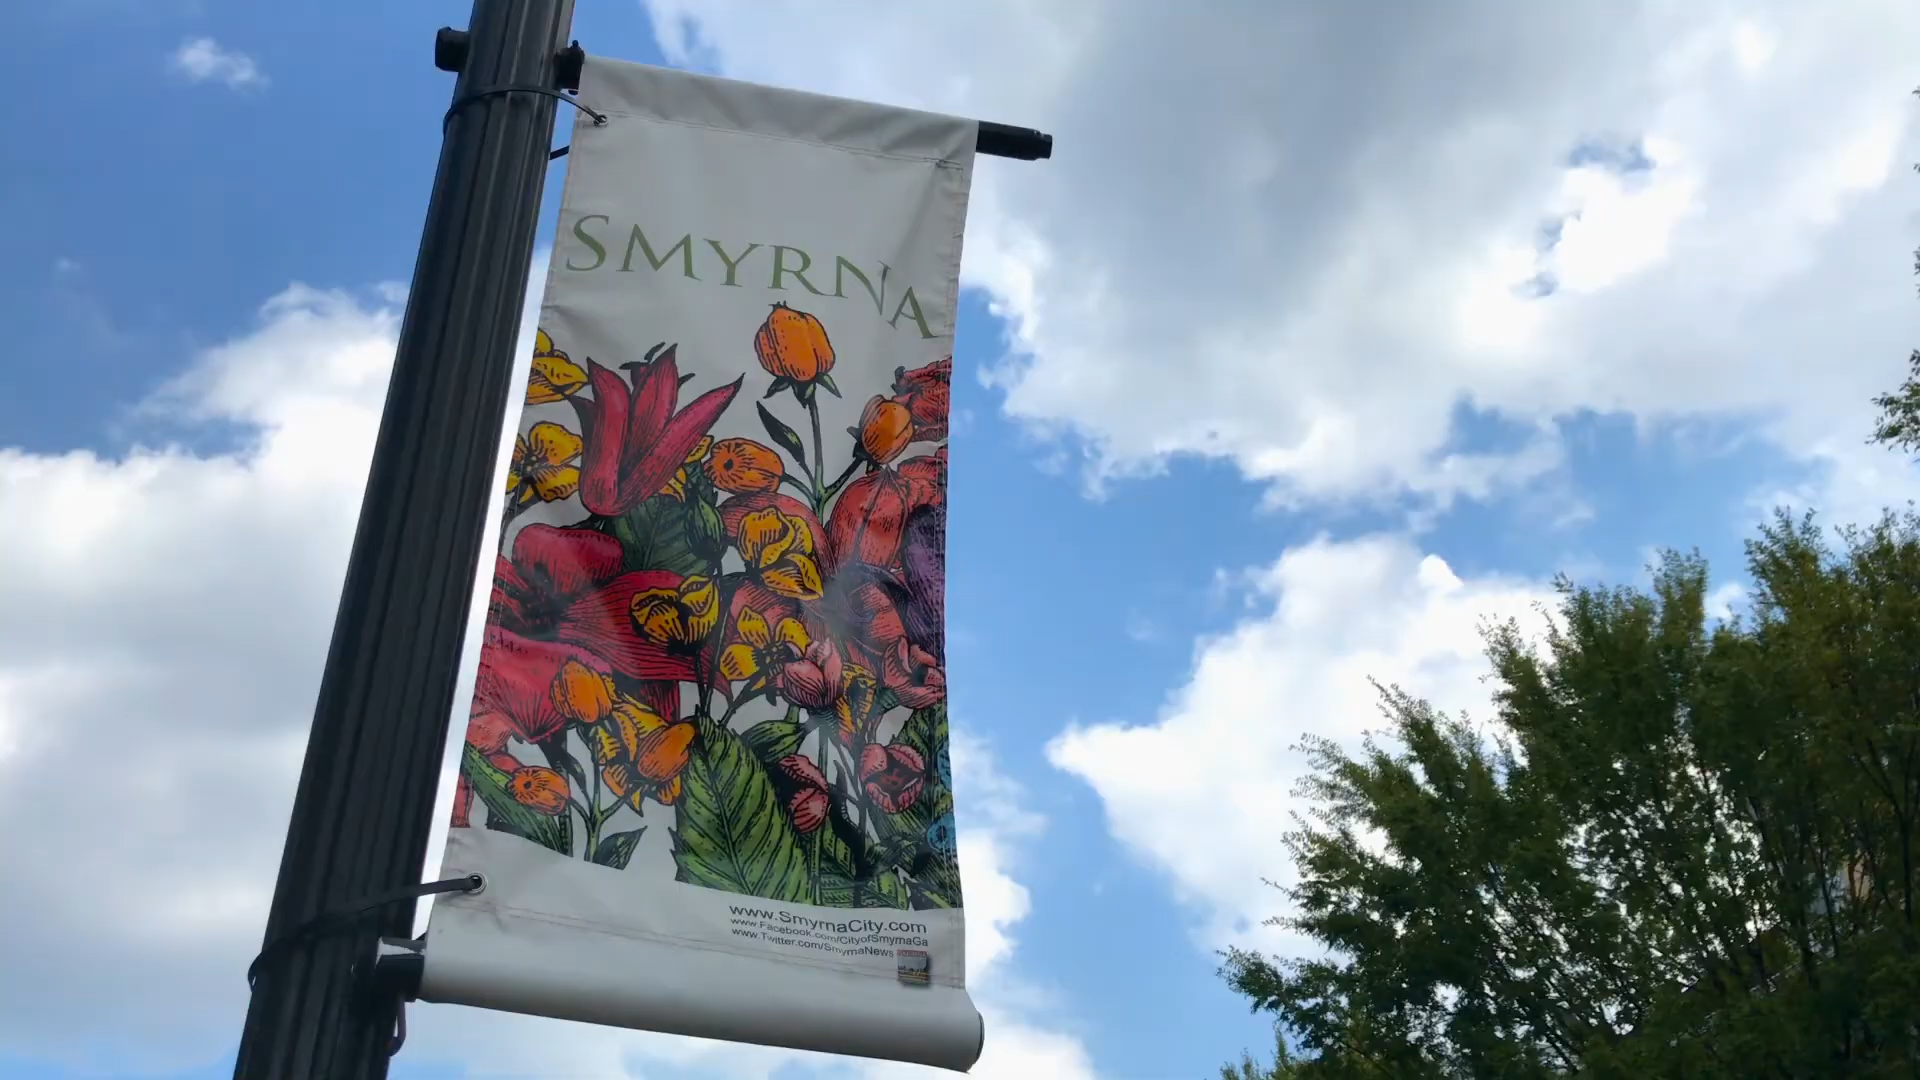 SMYRNA
www.SmyrnaCity.com
www.Facebook.com/CityofSmyrnaGa
www.Twitter.com/SmyrnaNews